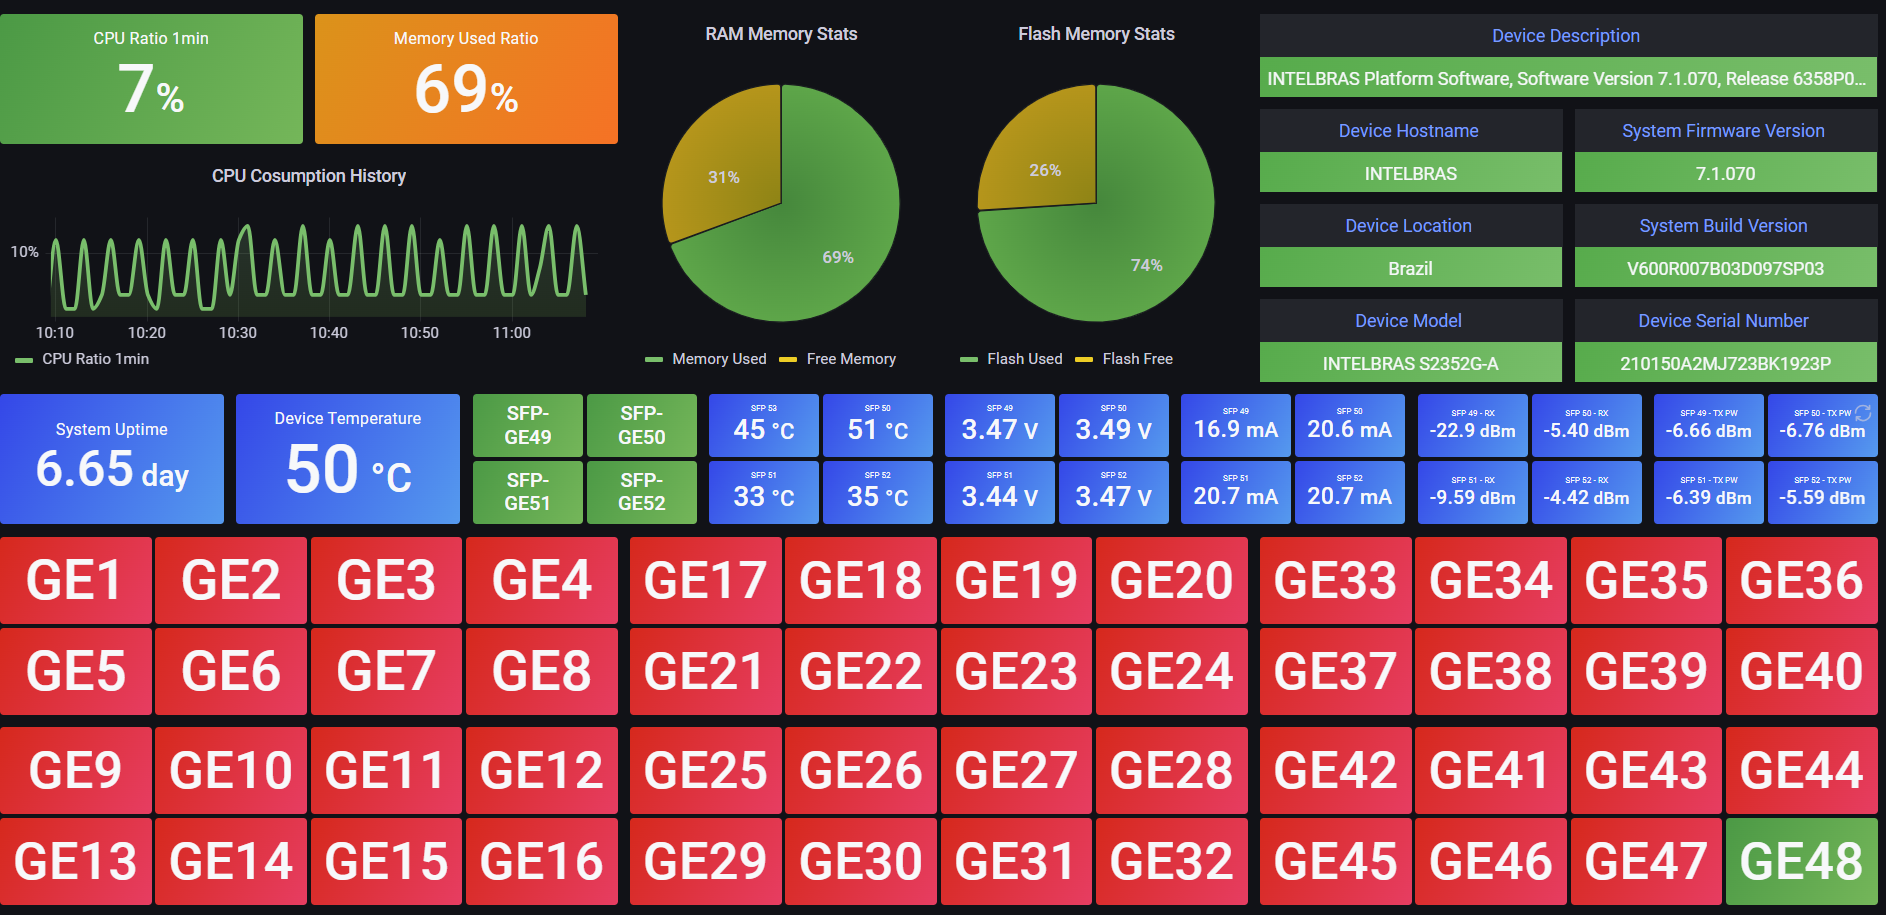 CPU Ratio 1min
7%
Memory Used Ratio
69%
CPU Cosumption History
10%
10:10 10:20 10:30 10:40 10:50 11:00
CPU Ratio 1min
RAM Memory Stats
31%
69%
Memory Used Free Memory
Flash Memory Stats
26%
74%
Flash Used Flash Free
Device Description
INTELBRAS Platform Software, Software Version 7.1.070, Release 6358P0...
Device Hostname
INTELBRAS
System Firmware Version
7.1.070
Device Location
Brazil
System Build Version
V600R007B03D097SP03
Device Model
INTELBRAS S2352G-A
Device Serial Number
210150A2MJ723BK1923P
System Uptime
6.65 day
Device Temperature
50 °C
SFP-
GE49
SFP-
GE50
SFP-
GE51
SFP-
GE52
SFP 53
45 °C
SFP 50
51 °C
SFP 51
33 °C
SFP 52
35 °C
SFP 49
3.47 V
SFP 50
3.49 V
SFP 51
3.44 V
SFP 52
3.47 V
SFP 49
16.9 mA
SFP 50
20.6 mA
SFP 51
20.7 mA
SFP 52
20.7 mA
SFP 49 - RX
-22.9 dBm
SFP 50 - RX
-5.40 dBm
SFP 51 - RX
-9.59 dBm
SFP 52 - RX
-4.42 dBm
SFP 49 - TX PW
-6.66 dBm
SFP 50 - TX PW
-6.76 dBm
SFP 51 - TX PW
-6.39 dBm
SFP 52 - TX PW
-5.59 dBm
GE1 GE2 GE3 GE4 GE17 GE18 GE19 GE20 GE33 GE34 GE35 GE36
GE5 GE6 GE7 GE8 GE21 GE22 GE23 GE24 GE37 GE38 GE39 GE40
GE9 GE10 GE11 GE12 GE25 GE26 GE27 GE28 GE42 GE41 GE43 GE44
GE13 GE14 GE15 GE16 GE29 GE30 GE31 GE32 GE45 GE46 GE47 GE48